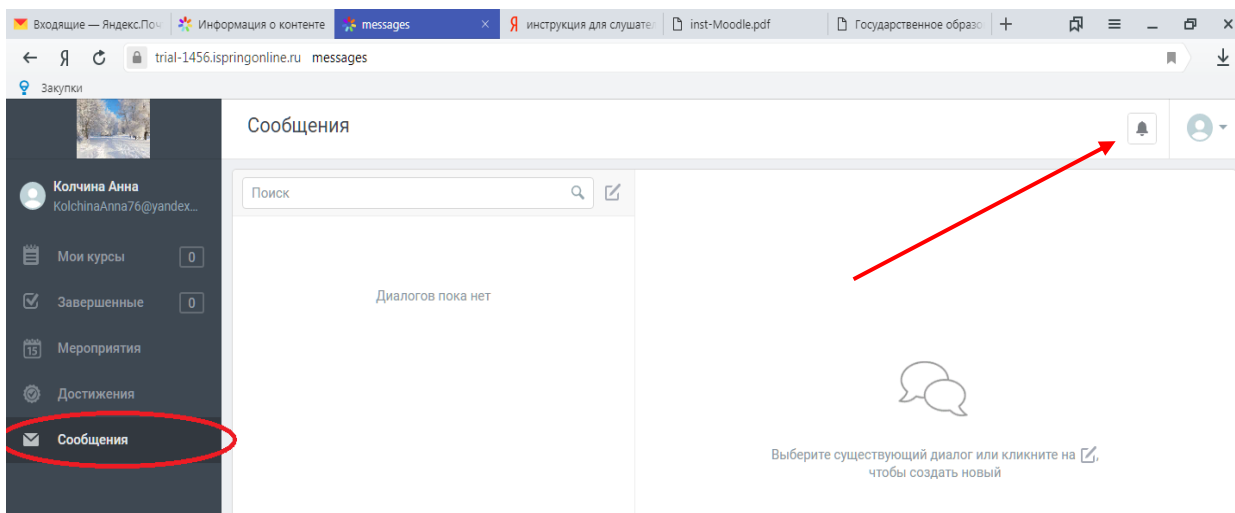 Входящие — Яндекс.Поч
Информация о контенте
messages
инструкция для слушател
inst-Moodle.pdf
Государственное образо
trial-1456.ispringonline.ru messages
Закупки
Сообщения
Колчина Анна
KolchinaAnna76@yandex...
Поиск
Мои курсы 0
Завершенные 0
15 Мероприятия
Достижения
Сообщения
Диалогов пока нет
Выберите существующий диалог или кликните на ,
чтобы создать новый